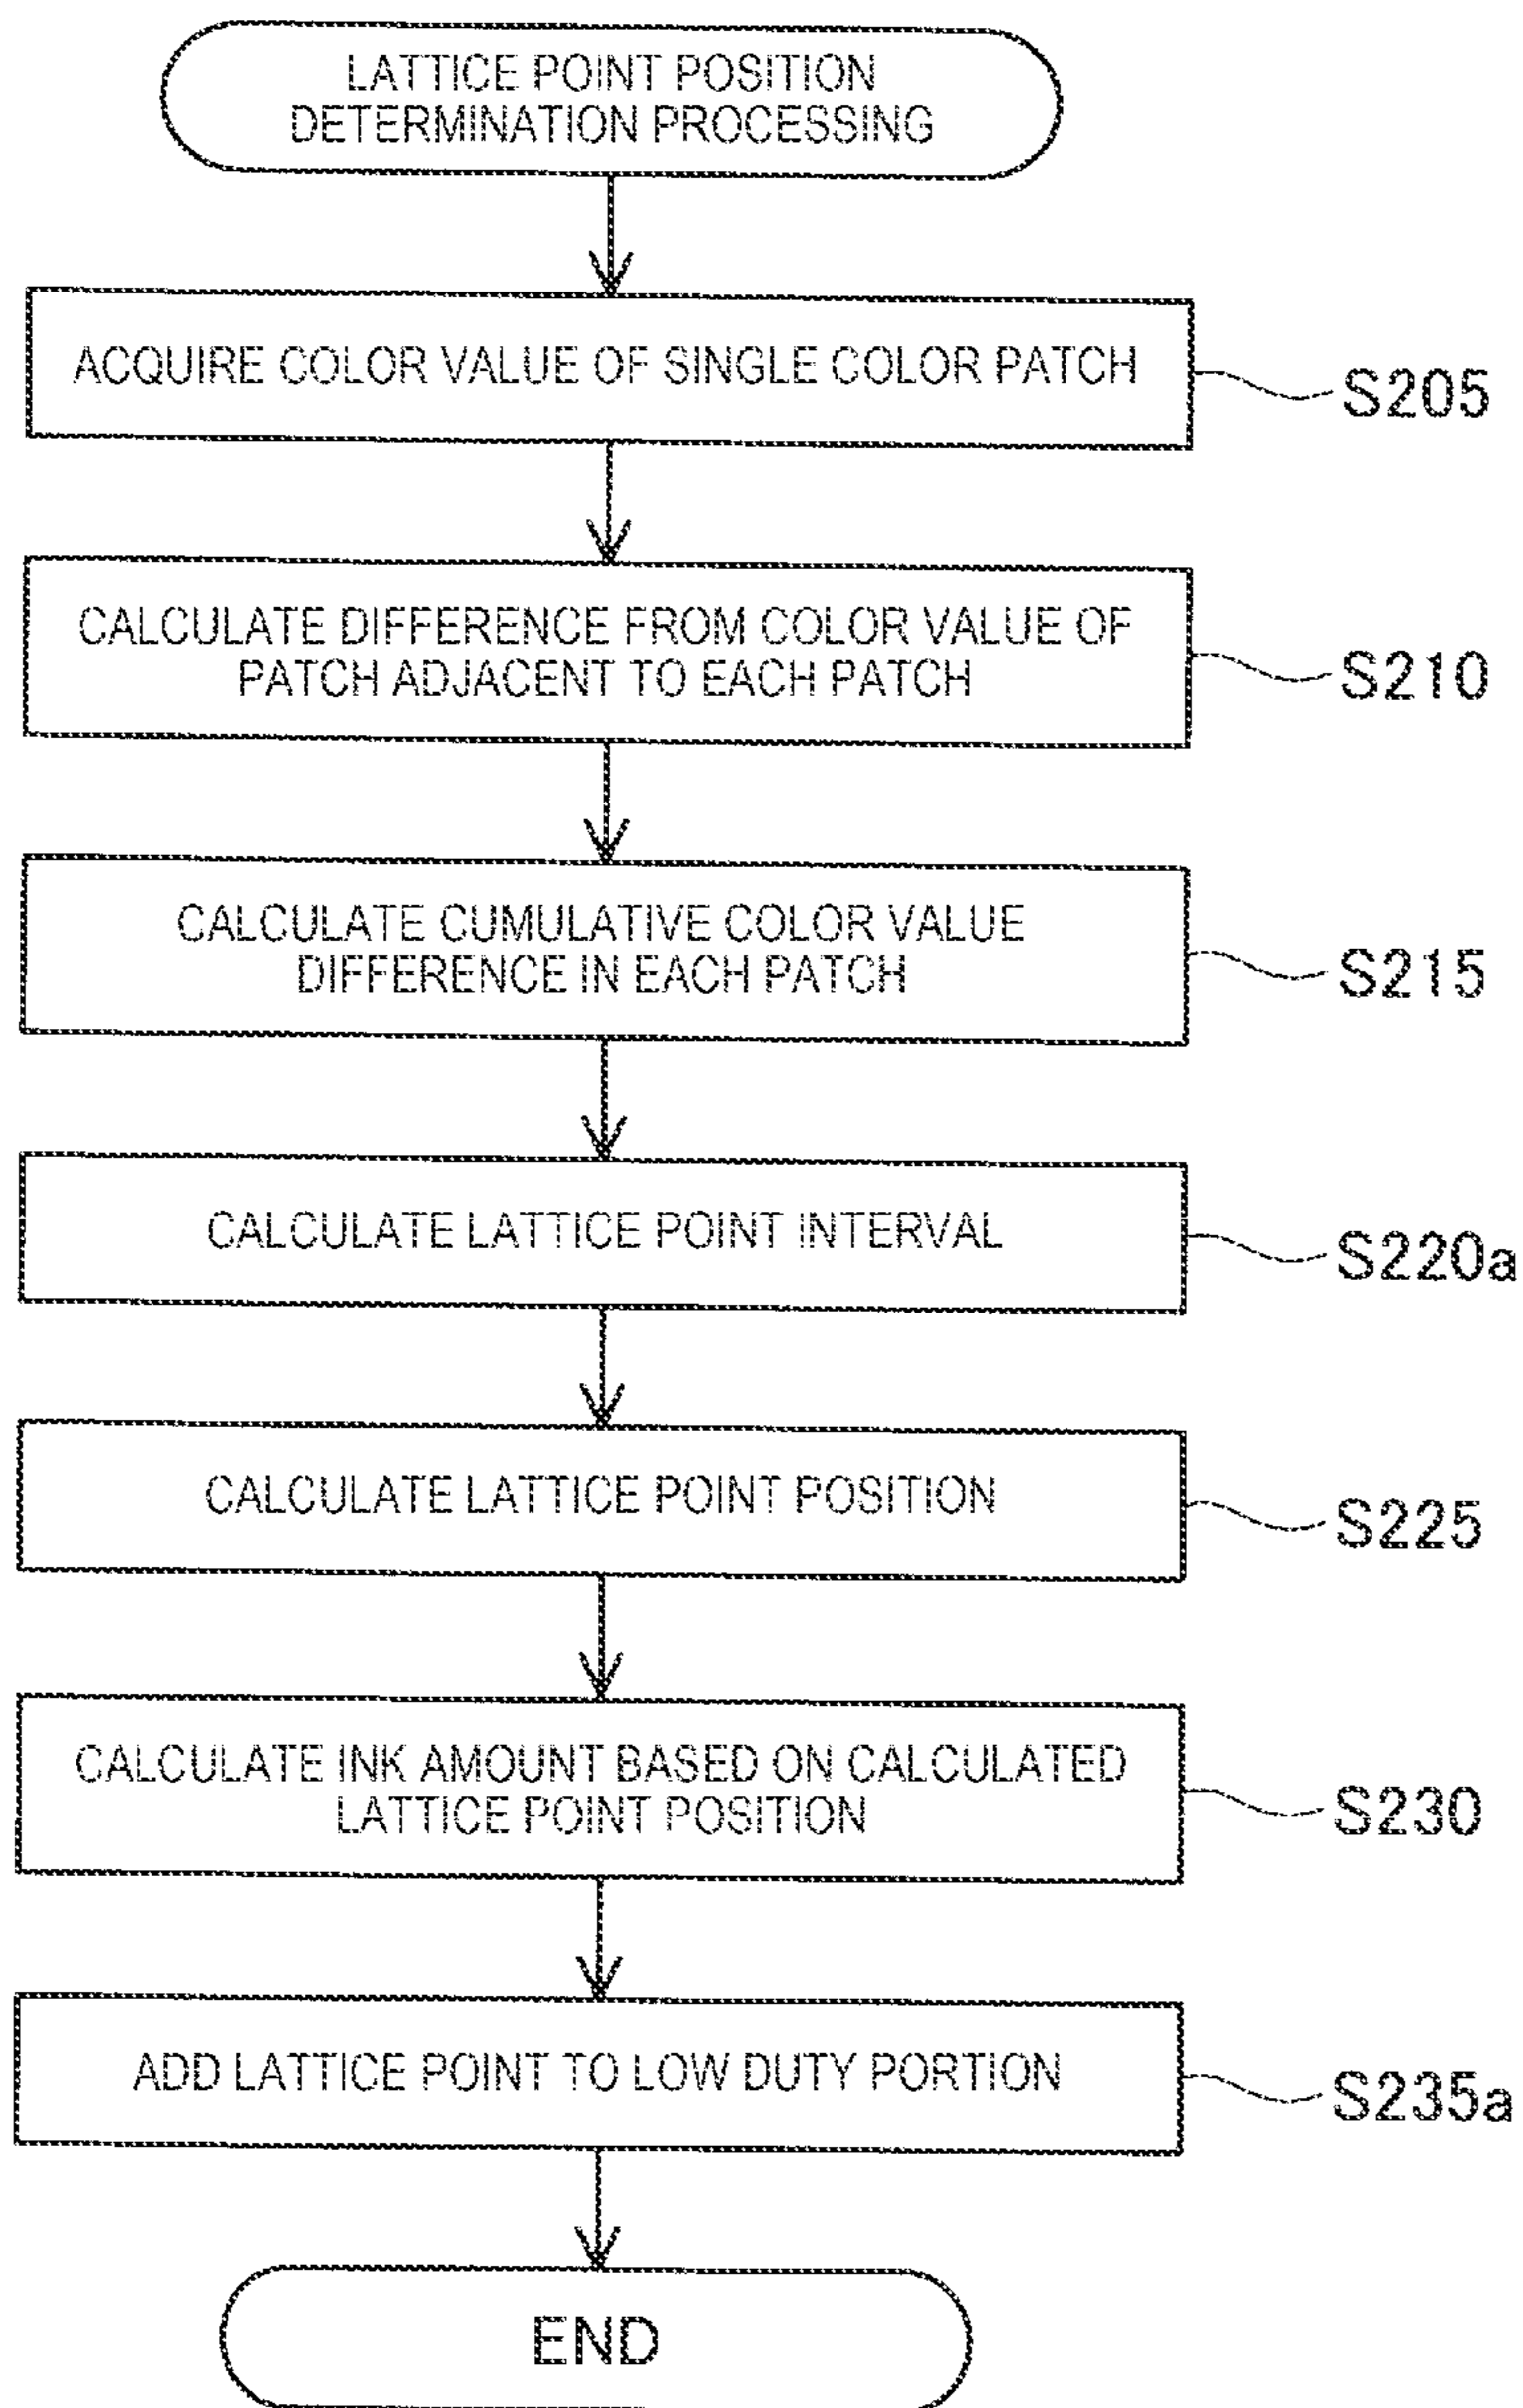 LATTICE POINT POSITION
DETERMINATION PROCESSING
ACQUIRE COLOR VALUE OF SINGLE COLOR PATCH
S205
CALCULATE DIFFERENCE FROM COLOR VALUE OF
PATCH ADJACENT TO EACH PATCH
S210
CALCULATE CUMULATIVE COLOR VALUE
DIFFERENCE IN EACH PATCH
S215
CALCULATE LATTICE POINT INTERVAL
S220a
CALCULATE LATTICE POINT POSITION
S225
CALCULATE INK AMOUNT BASED ON CALCULATED
LATTICE POINT POSITION
S230
ADD LATTICE POINT TO LOW DUTY PORTION
S235a
END